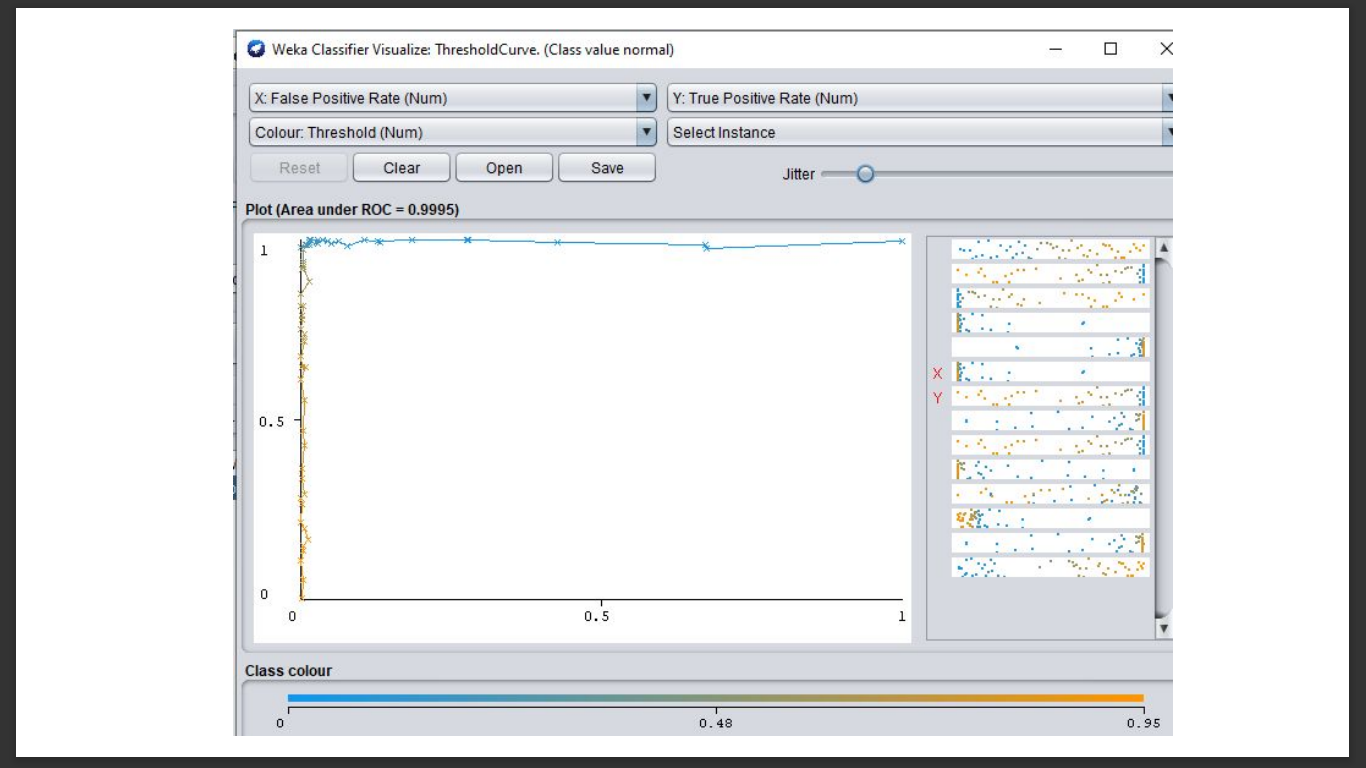 Weka Classifier Visualize: ThresholdCurve. (Class value normal)
X: False Positive Rate (Num)
Y: True Positive Rate (Num)
Colour: Threshold (Num)
Select Instance
Reset
Clear
Open
Save
Jitter
Plot (Area under ROC = 0.9995)
1
0.5
0
0
0.5
1
X
Y
Class colour
0
0.48
0.95